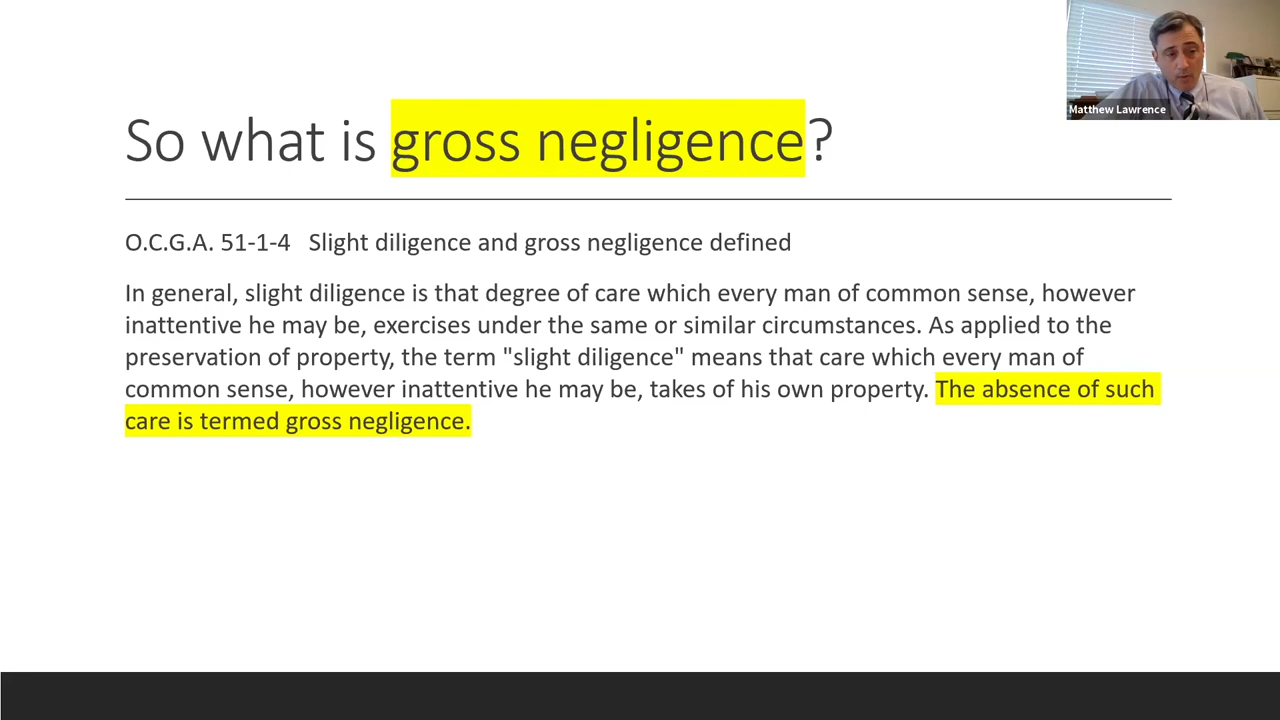 Matthew Lawrence
So what is gross negligence?
O.C.G.A. 51-1-4   Slight diligence and gross negligence defined
In general, slight diligence is that degree of care which every man of common sense, however
inattentive he may be, exercises under the same or similar circumstances. As applied to the
preservation of property, the term "slight diligence" means that care which every man of
common sense, however inattentive he may be, takes of his own property. The absence of such
care is termed gross negligence.